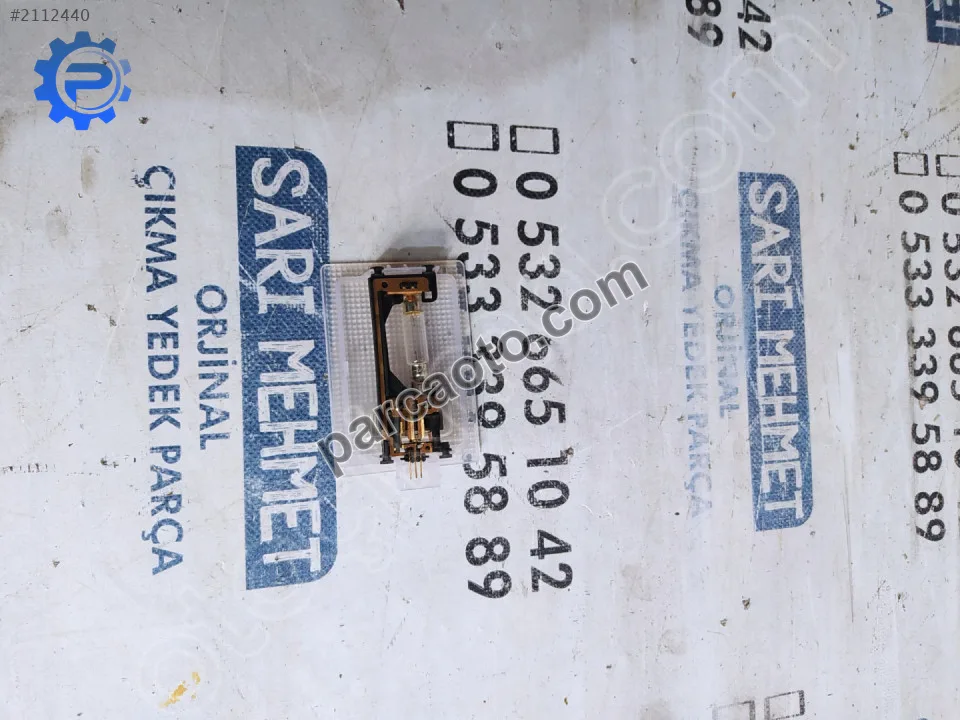 #2112440
ÇIKMA YEDEK PARÇA
ORJİNAL
SARI MEHMET
0 533 339 58 89
0 532 665 10 42
parcaoto.com
ÇIKMA YEDEK PARÇA
ORJİNAL
SARI MEHMET
0 533 339 58 89
89
42